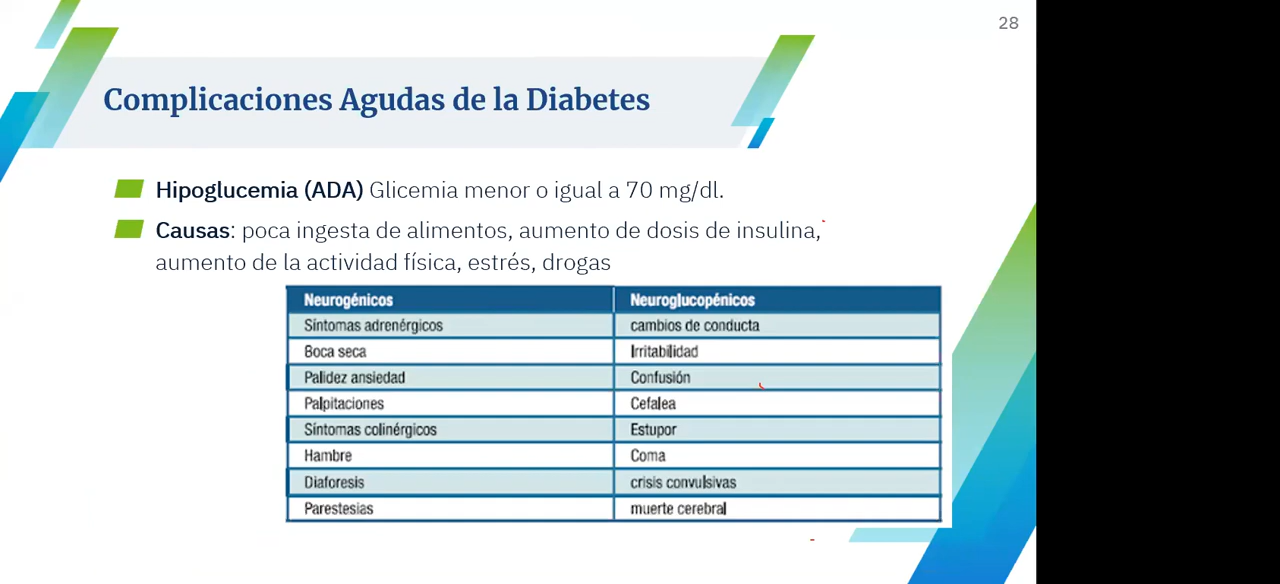 28
Complicaciones Agudas de la Diabetes
Hipoglucemia (ADA) Glicemia menor o igual a 70 mg/dl.
Causas: poca ingesta de alimentos, aumento de dosis de insulina,
aumento de la actividad física, estrés, drogas
Neurogénicos Neuroglucopénicos
Síntomas adrenérgicos cambios de conducta
Boca seca Irritabilidad
Palidez ansiedad Confusión
Palpitaciones Cefalea
Síntomas colinérgicos Estupor
Hambre Coma
Diaforesis crisis convulsivas
Parestesias muerte cerebral